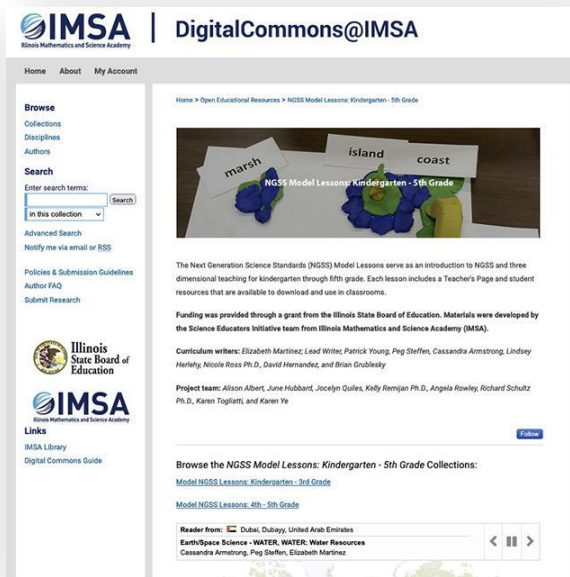 IMSA
Illinois Mathematics and Science Academy
DigitalCommons@IMSA
Home About My Account
Browse
Collections
Disciplines
Authors
Search
Enter search terms:
Search
in this collection
Advanced Search
Notify me via email or RSS
Policies & Submission Guidelines
Author FAQ
Submit Research
Illinois
State Board of
Education
IMSA
Illinois Mathematics and Science Academy
Links
IMSA Library
Digital Commons Guide
Home > Open Educational Resources > NGSS Model Lessons: Kindergarten - 5th Grade
marsh
island
coast
NGSS Model Lessons: Kindergarten - 5th Grade
The Next Generation Science Standards (NGSS) Model Lessons serve as an introduction to NGSS and three
dimensional teaching for kindergarten through fifth grade. Each lesson includes a Teacher's Page and student
resources that are available to download and use in classrooms.
Funding was provided through a grant from the Illinois State Board of Education. Materials were developed by
the Science Educators Initiative team from Illinois Mathematics and Science Academy (IMSA).
Curriculum writers: Elizabeth Martinez; Lead Writer, Patrick Young, Peg Steffen, Cassandra Armstrong, Lindsey
Herlehy, Nicole Ross Ph.D., David Hernandez, and Brian Grublesky
Project team: Alison Albert, June Hubbard, Jocelyn Quiles, Kelly Remijan Ph.D., Angela Rowley, Richard Schultz
Ph.D., Karen Togliatti, and Karen Ye
Follow
Browse the NGSS Model Lessons: Kindergarten - 5th Grade Collections:
Model NGSS Lessons: Kindergarten - 3rd Grade
Model NGSS Lessons: 4th - 5th Grade
Reader from: Dubai, Dubayy, United Arab Emirates
Earth/Space Science - WATER, WATER: Water Resources
Cassandra Armstrong, Peg Steffen, Elizabeth Martinez